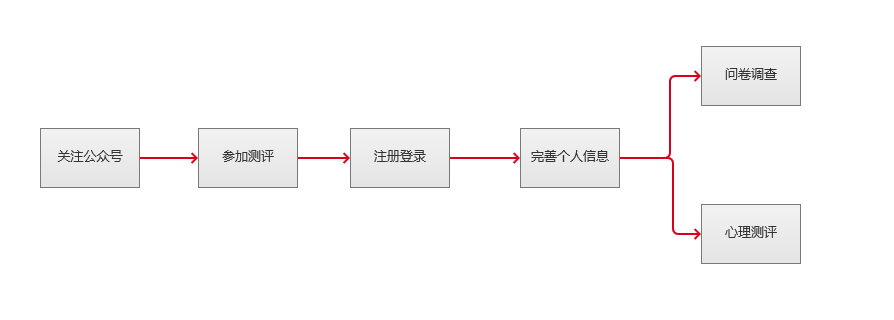 关注公众号
参加测评
注册登录
完善个人信息
问卷调查
心理测评